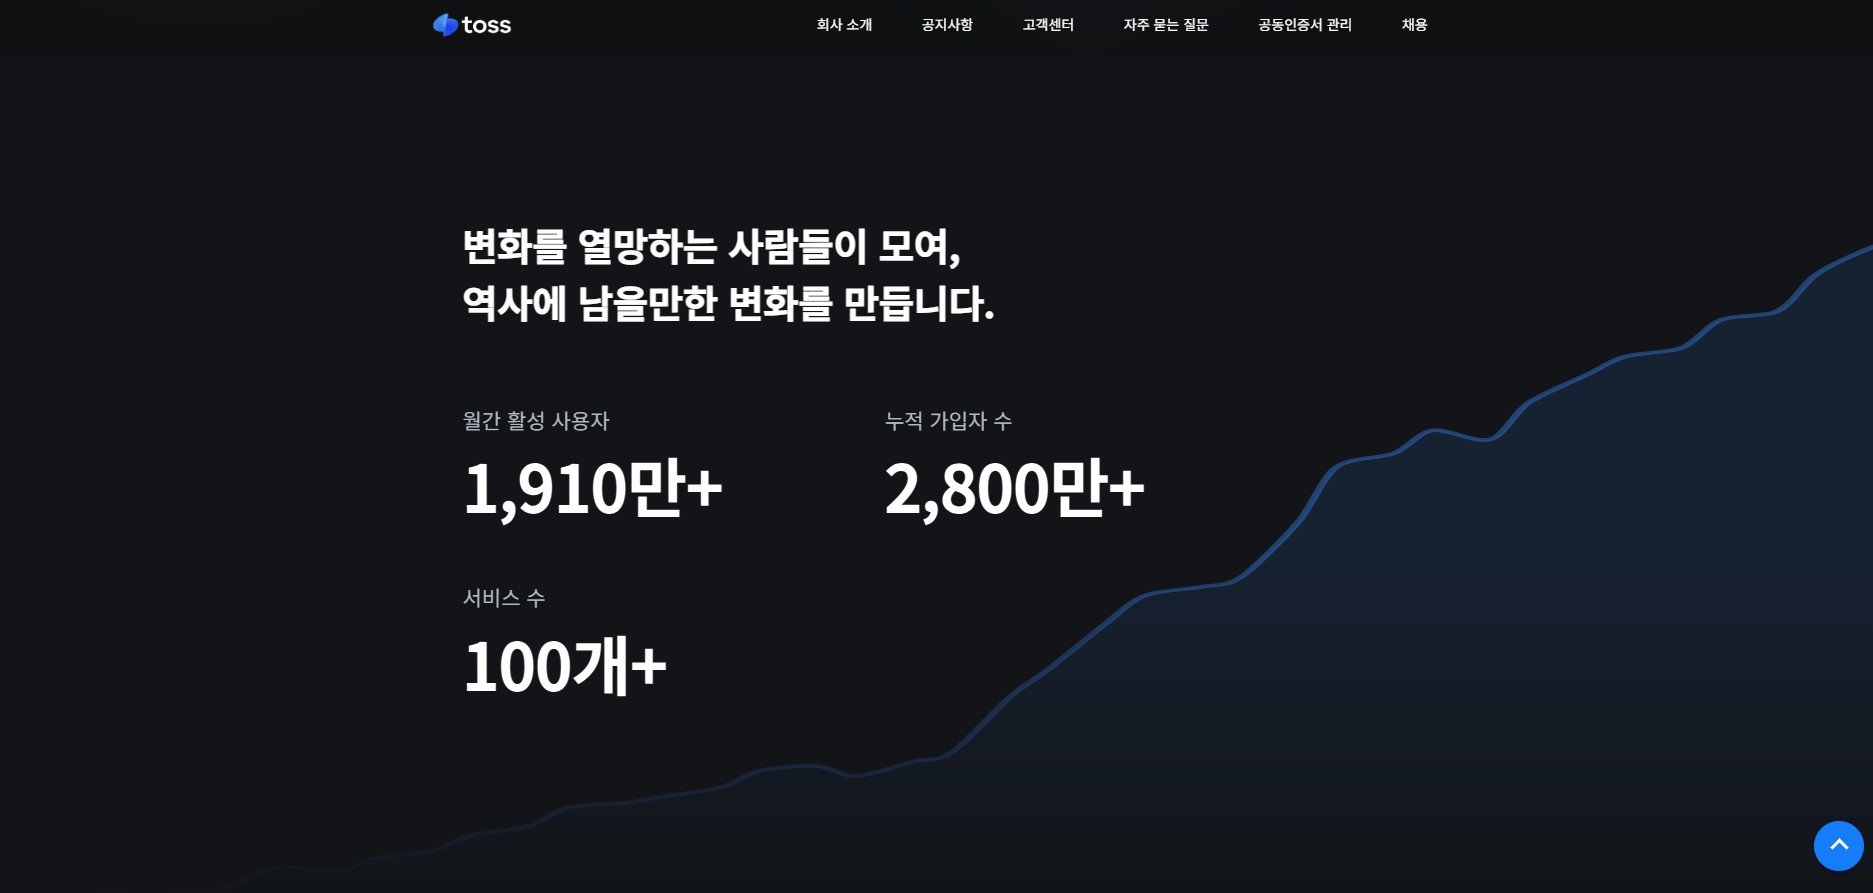 toss
회사 소개
공지사항
고객센터
자주 묻는 질문
공동인증서 관리
채용
변화를 열망하는 사람들이 모여,
역사에 남을만한 변화를 만듭니다.
월간 활성 사용자
1,910만+
누적 가입자 수
2,800만+
서비스 수
100개+